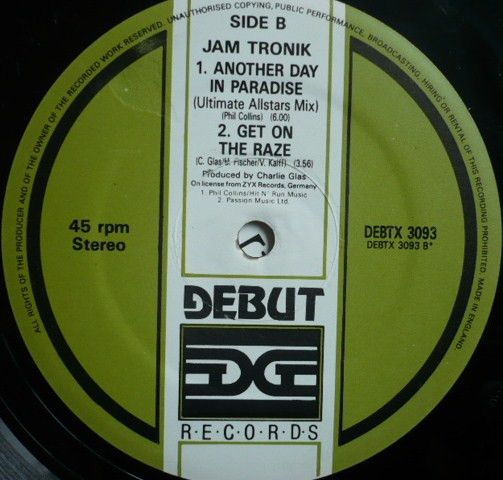 SIDE B
JAM TRONIK
1. ANOTHER DAY
IN PARADISE
(Ultimate Allstars Mix)
(Phil Collins) (6.00)
2. GET ON
THE RAZE
(C. Glas/U. Fischer/V. Kalff) (3.56)
Produced by Charlie Glas
On license from ZYX Records, Germany
1. Phil Collins/Hit N' Run Music
2. Passion Music Ltd.
45 rpm
Stereo
DEBTX 3093
DEBTX 3093 B*
DEBUT
EDGE
R·E·C·O·R·D·S
ALL RIGHTS OF THE PRODUCER AND OF THE OWNER OF THE RECORDED WORK RESERVED. UNAUTHORISED COPYING, PUBLIC PERFORMANCE, BROADCASTING, HIRING OR RENTAL OF THIS RECORDING PROHIBITED. MADE IN ENGLAND.